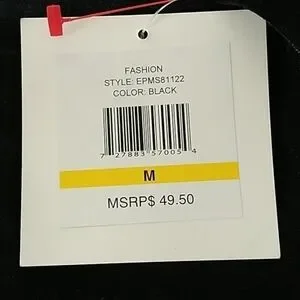 FASHION
STYLE: EPMS81122
COLOR: BLACK
7 27883 57005 4
M
MSRP$ 49.50